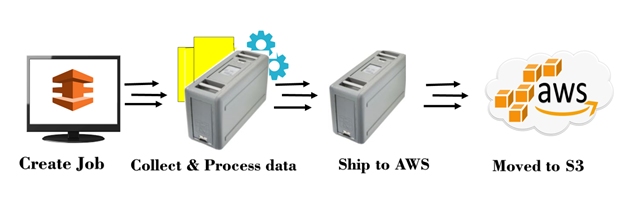 aws
Create Job
Collect & Process data
Ship to AWS
Moved to S3